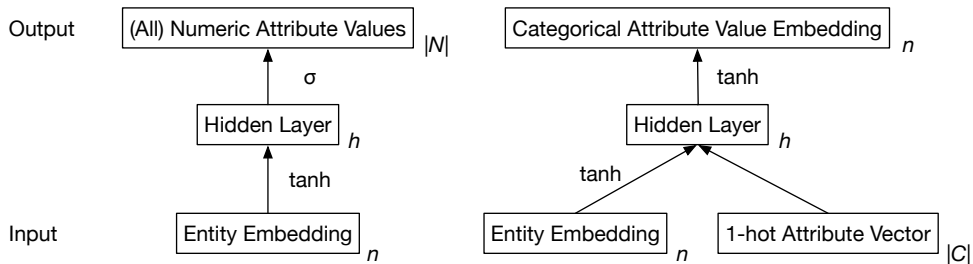 Output
(All) Numeric Attribute Values |N|
Categorical Attribute Value Embedding n
σ
tanh
Hidden Layer h
Hidden Layer h
tanh
tanh
Input
Entity Embedding n
Entity Embedding n
1-hot Attribute Vector |C|